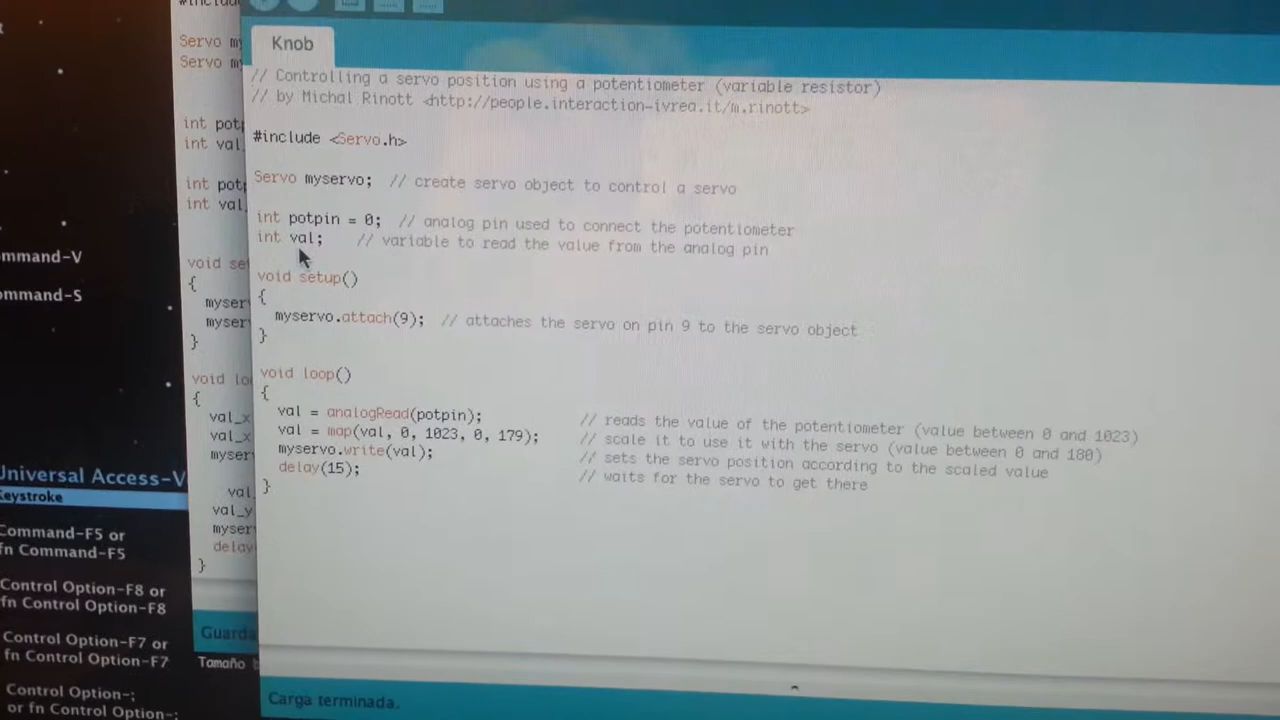 Knob
// Controlling a servo position using a potentiometer (variable resistor)
// by Michal Rinott <http://people.interaction-ivrea.it/m.rinott>
#include <Servo.h>
Servo myservo; // create servo object to control a servo
int potpin = 0; // analog pin used to connect the potentiometer
int val; // variable to read the value from the analog pin
void setup()
{
myservo.attach(9); // attaches the servo on pin 9 to the servo object
}
void loop()
{
val = analogRead(potpin); // reads the value of the potentiometer (value between 0 and 1023)
val = map(val, 0, 1023, 0, 179); // scale it to use it with the servo (value between 0 and 180)
myservo.write(val); // sets the servo position according to the scaled value
delay(15); // waits for the servo to get there
}
Carga terminada.
Servo my
Servo my
int pot
int val
int pot
int val
void se
{
myser
myser
}
void lo
{
val_x
val_x
myser
val
val_y
myser
delay
}
Guarda
Tamaño
ommand-V
ommand-S
Universal Access-V
Keystroke
Command-F5 or
fn Command-F5
Control Option-F8 or
fn Control Option-F8
Control Option-F7 or
fn Control Option-F7
Control Option-;
or fn Control Option-;